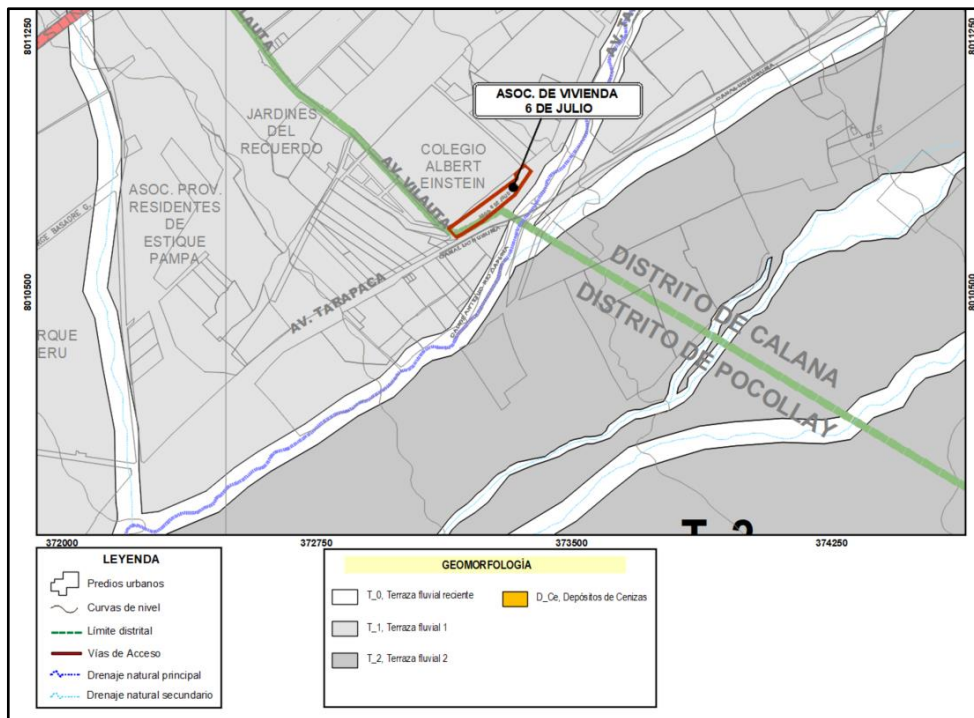 8011250
8011250
ASOC. DE VIVIENDA
6 DE JULIO
JARDINES
DEL
RECUERDO
COLEGIO
ALBERT
EINSTEIN
AV. VILAUTA
ASOC. PROV.
RESIDENTES
DE
ESTIQUE
PAMPA
AV. TARAPACA
8010500
8010500
DISTRITO DE CALANA
DISTRITO DE POCOLLAY
RQUE
ERU
372000
372750
373500
374250
LEYENDA
Predios urbanos
Curvas de nivel
Límite distrital
Vías de Acceso
Drenaje natural principal
Drenaje natural secundario
GEOMORFOLOGÍA
T_0, Terraza fluvial reciente
D_Ce, Depósitos de Cenizas
T_1, Terraza fluvial 1
T_2, Terraza fluvial 2